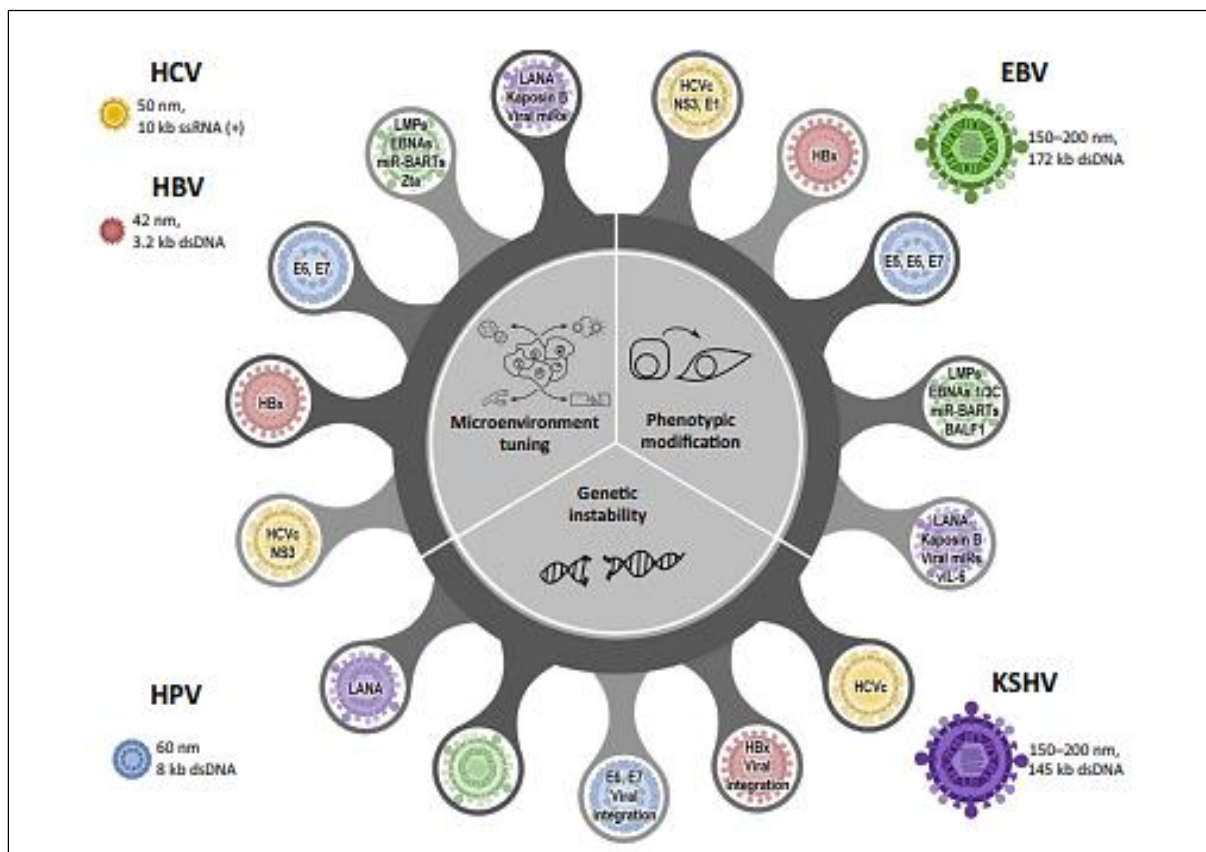 HCV
50 nm,
10 kb ssRNA (+)
HBV
42 nm,
3.2 kb dsDNA
EBV
150–200 nm,
172 kb dsDNA
HPV
60 nm
8 kb dsDNA
KSHV
150–200 nm,
145 kb dsDNA
LANA
Kaposin B
Viral miRs
HCVc
NS3, E1
HBx
E5, E6, E7
LMPs
EBNAs 1/3C
miR-BARTs
BALF1
LANA
Kaposin B
Viral miRs
vIL-6
HCVc
HBx
Viral
integration
E6, E7
Viral
integration
LANA
HCVc
NS3
HBx
E6, E7
LMPs
EBNAs
miR-BARTs
Zta
Microenvironment
tuning
Phenotypic
modification
Genetic
instability